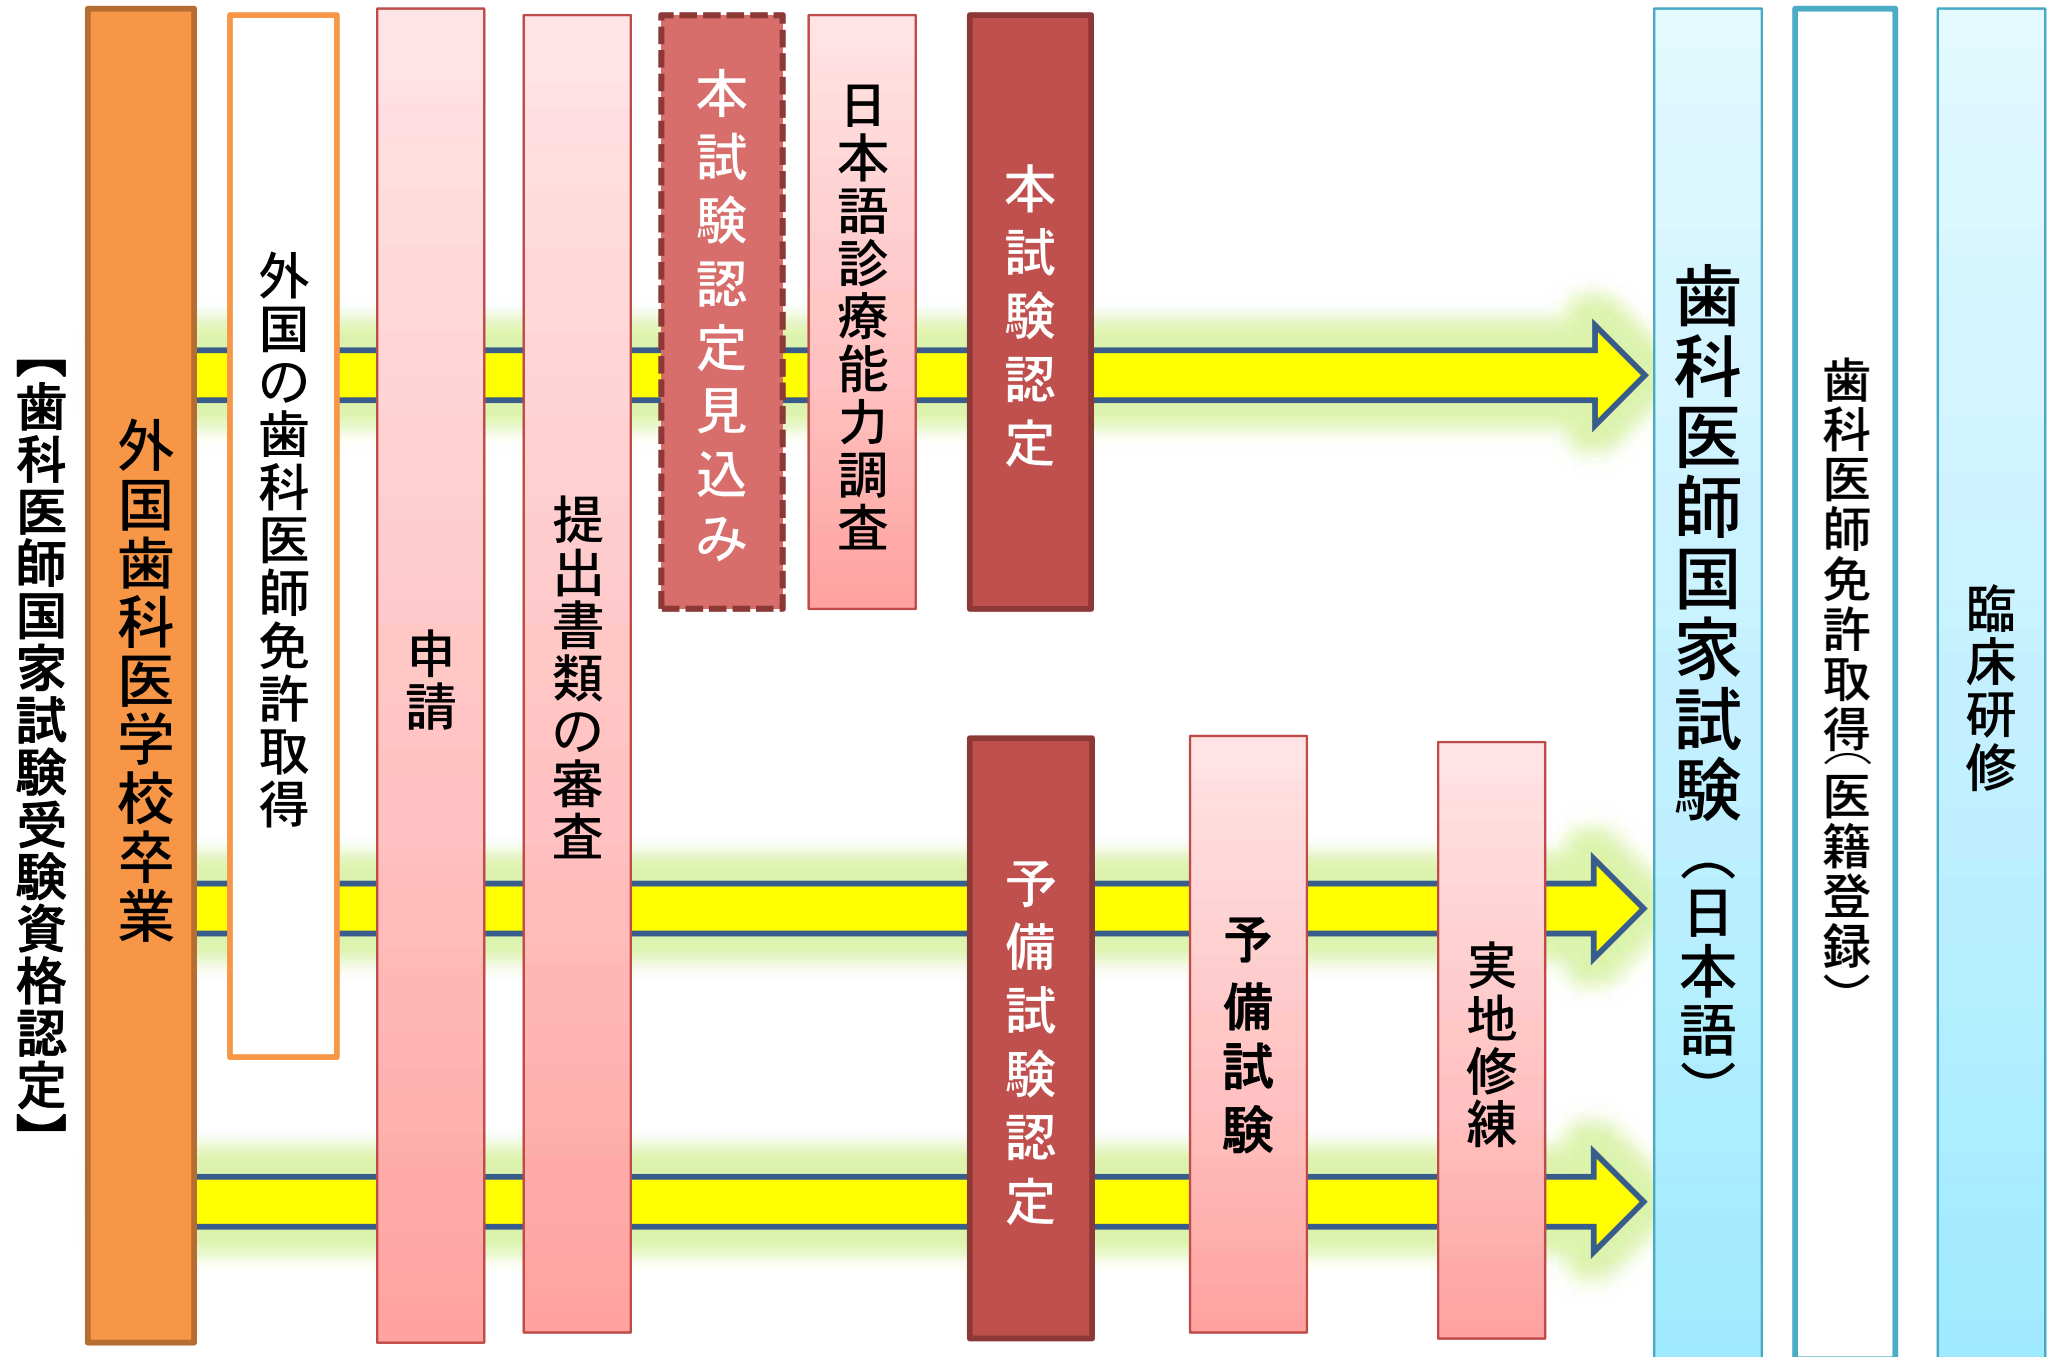 【歯科医師国家試験受験資格認定】
外国歯科医学校卒業
外国の歯科医師免許取得
申請
提出書類の審査
本試験認定見込み
日本語診療能力調査
本試験認定
予備試験認定
予備試験
実地修練
歯科医師国家試験（日本語）
歯科医師免許取得（医籍登録）
臨床研修